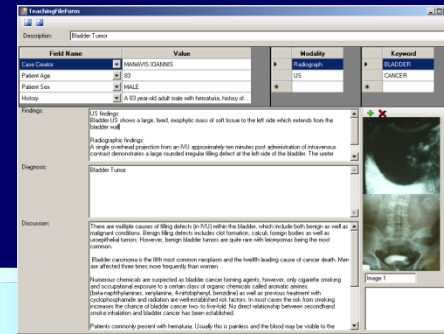 TeachingFileForm
Description: Bladder Tumor
Field Name Value
Case Creator MANAVIS IOANNIS
Patient Age 83
Patient Sex MALE
History A 83 year-old adult male with hematuria, history of...
Modality
Radiograph
US
Keyword
BLADDER
CANCER
Findings:
US findings:
Bladder US shows a large, fixed, exophytic mass of soft tissue to the left side which extends from the
bladder wall
Radiographic findings:
A single overhead projection from an IVU approximately ten minutes post administration of intravenous
contrast demonstrates a large rounded irregular filling defect at the left side of the bladder. The ureter
Diagnosis:
Bladder Tumor
Discussion:
There are multiple causes of filling defects (in IVU) within the bladder, which include both benign as well as
malignant conditions. Benign filling defects includes clot formation, calculi, foreign bodies as well as
uroepithelial tumors. However, benign bladder tumors are quite rare with leiomyomas being the most
common.
Bladder carcinoma is the fifth most common neoplasm and the twelfth leading cause of death. Men
are affected three times more frequently than women.
Numerous chemicals are suspected as bladder cancer forming agents, however, only cigarette smoking
and occupational exposure to a certain class of organic chemicals called aromatic amines
(beta-naphthylamines, xenylamine, 4-nitrobiphenyl, benzidine) as well as previous treatment with
cyclophosphamide and radiation are well-established risk factors. In most cases the risk from smoking
increases the chance of bladder cancer two- to five-fold. No direct relationship between secondhand
smoke inhalation and bladder cancer has been established.
Patients commonly present with hematuria. Usually this is painless and the blood may be visible to the
Image 1